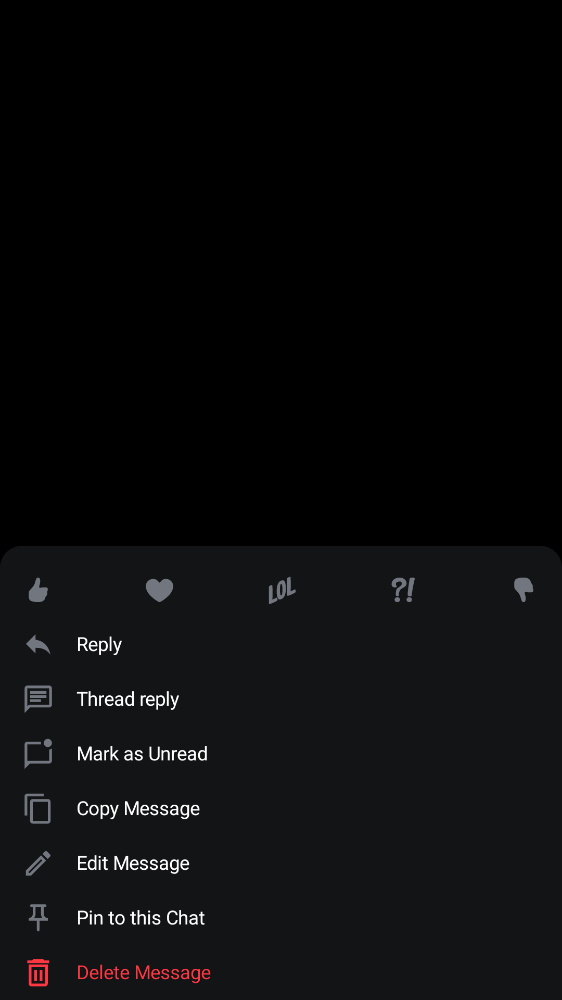 LOL ?!
Reply
Thread reply
Mark as Unread
Copy Message
Edit Message
Pin to this Chat
Delete Message